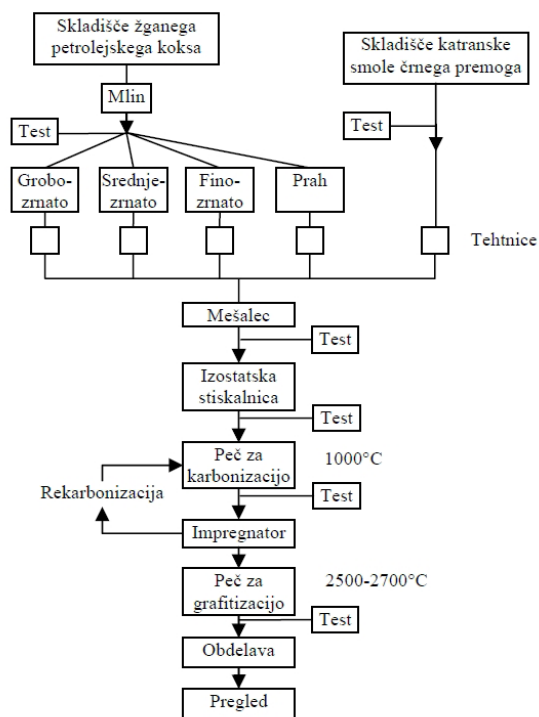 Skladišče žganega
petrolejskega koksa
Skladišče katranske
smole črnega premoga
Mlin
Test
Test
Grobo-
zrnato
Srednje-
zrnato
Fino-
zrnato
Prah
Tehtnice
Mešalec
Test
Izostatska
stiskalnica
Test
Peč za
karbonizacijo
1000°C
Rekarbonizacija
Test
Impregnator
Peč za
grafitizacijo
2500-2700°C
Test
Obdelava
Pregled